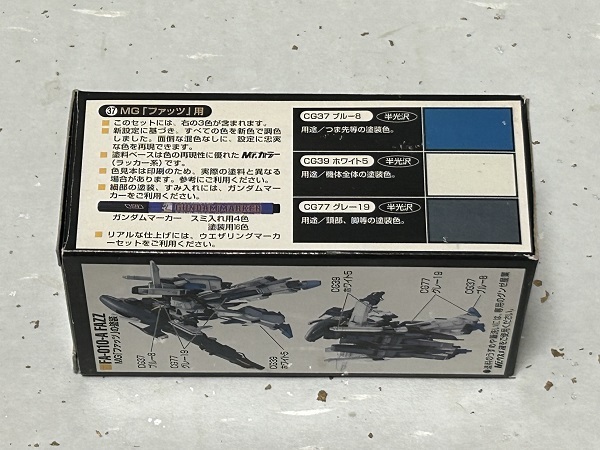 37 MG「ファッツ」用
■ このセットには、右の3色が含まれます。
■ 新設定に基づき、すべての色を新色で調色
しました。面倒な混色なしに、設定に忠実
な色を再現できます。
■ 塗料ベースは色の再現性に優れた Mr.カラー
(ラッカー系)です。
■ 色見本は印刷のため、実際の塗料と異なる
場合があります。参考にご利用ください。
■ 細部の塗装、すみ入れには、ガンダムマー
カーをご利用ください。
GUNDAM MARKER
ガンダムマーカー スミ入れ用4色
塗装用16色
■ リアルな仕上げには、ウエザリングマーカ
ーセットをご利用ください。
CG37 ブルー8 半光沢
用途/つま先等の塗装色。
CG39 ホワイト5 半光沢
用途/機体全体の塗装色。
CG77 グレー19 半光沢
用途/頭部、脚等の塗装色。
■FA-010-A FAZZ
MG「ファッツ」の塗装
CG37
ブルー8
CG77
グレー19
CG39
ホワイト5
CG39
ホワイト5
CG77
グレー19
CG37
ブルー8